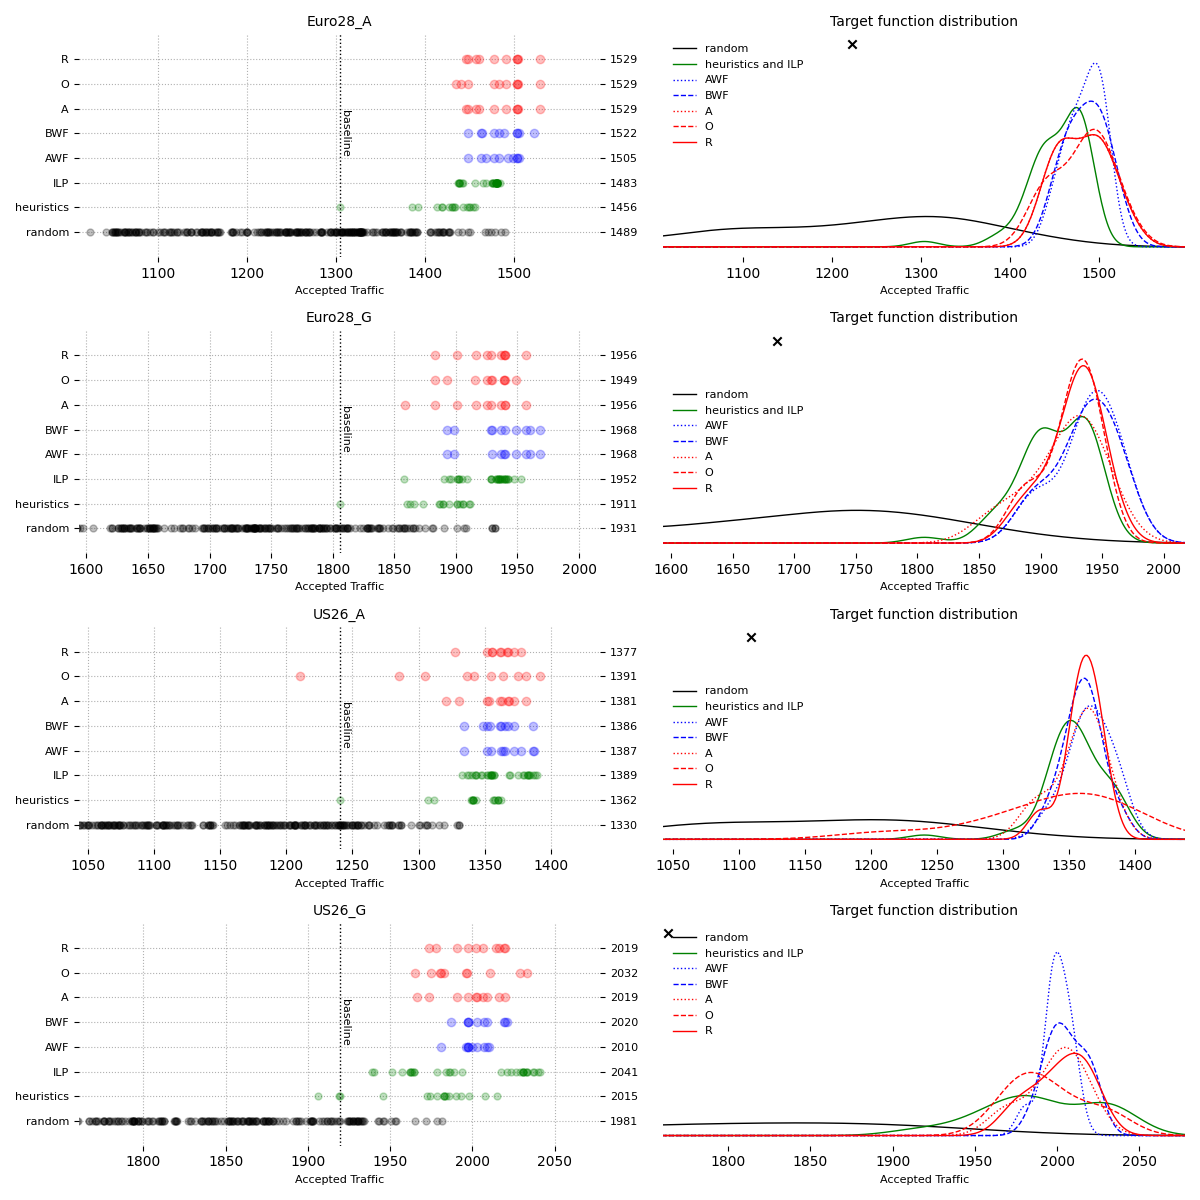 Euro28_A
R 1529
O 1529
A 1529
BWF 1522
AWF 1505
ILP 1483
heuristics 1456
random 1489
baseline
1100 1200 1300 1400 1500
Accepted Traffic
Target function distribution
random
heuristics and ILP
AWF
BWF
A
O
R
1100 1200 1300 1400 1500
Accepted Traffic
Euro28_G
R 1956
O 1949
A 1956
BWF 1968
AWF 1968
ILP 1952
heuristics 1911
random 1931
baseline
1600 1650 1700 1750 1800 1850 1900 1950 2000
Accepted Traffic
Target function distribution
random
heuristics and ILP
AWF
BWF
A
O
R
1600 1650 1700 1750 1800 1850 1900 1950 2000
Accepted Traffic
US26_A
R 1377
O 1391
A 1381
BWF 1386
AWF 1387
ILP 1389
heuristics 1362
random 1330
baseline
1050 1100 1150 1200 1250 1300 1350 1400
Accepted Traffic
Target function distribution
random
heuristics and ILP
AWF
BWF
A
O
R
1050 1100 1150 1200 1250 1300 1350 1400
Accepted Traffic
US26_G
R 2019
O 2032
A 2019
BWF 2020
AWF 2010
ILP 2041
heuristics 2015
random 1981
baseline
1800 1850 1900 1950 2000 2050
Accepted Traffic
Target function distribution
random
heuristics and ILP
AWF
BWF
A
O
R
1800 1850 1900 1950 2000 2050
Accepted Traffic